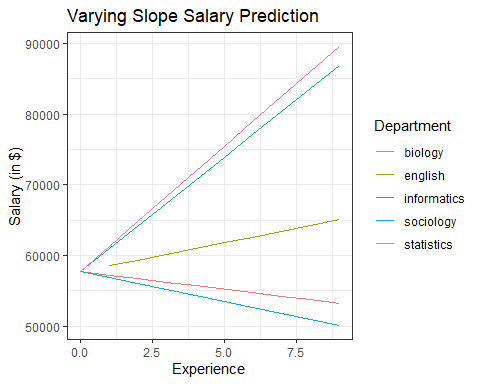 Varying Slope Salary Prediction
90000
80000
70000
60000
50000
Salary (in $)
0.0 2.5 5.0 7.5
Experience
Department
biology
english
informatics
sociology
statistics